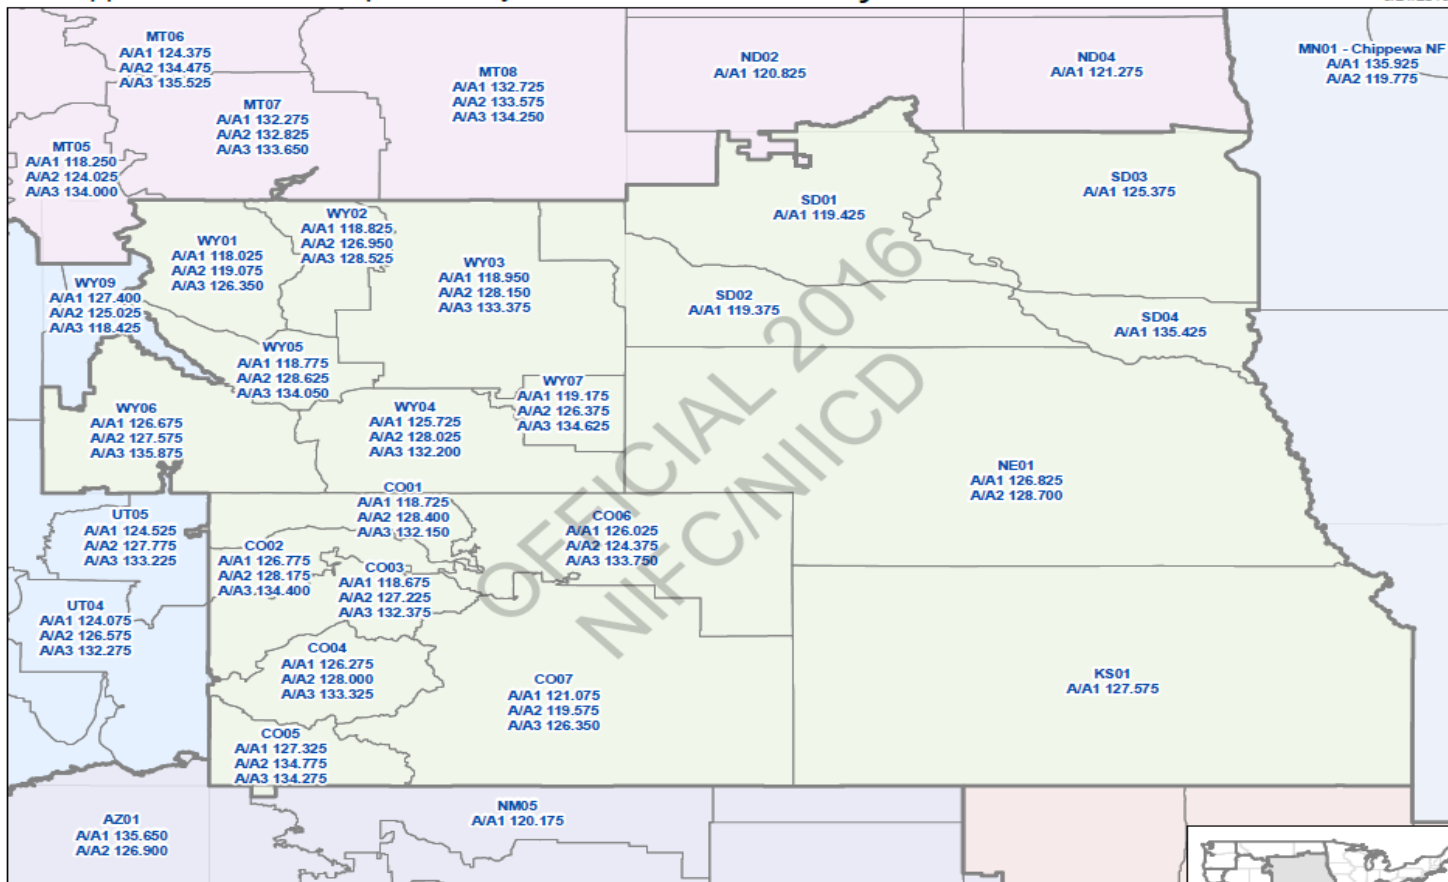 MT06
A/A1 124.375
A/A2 134.475
A/A3 135.525
MT07
A/A1 132.275
A/A2 132.825
A/A3 133.650
MT08
A/A1 132.725
A/A2 133.575
A/A3 134.250
ND02
A/A1 120.825
ND04
A/A1 121.275
MN01 - Chippewa NF
A/A1 135.925
A/A2 119.775
MT05
A/A1 118.250
A/A2 124.025
A/A3 134.000
WY01
A/A1 118.025
A/A2 119.075
A/A3 126.350
WY02
A/A1 118.825
A/A2 126.950
A/A3 128.525
WY03
A/A1 118.950
A/A2 128.150
A/A3 133.375
SD01
A/A1 119.425
SD03
A/A1 125.375
WY09
A/A1 127.400
A/A2 125.025
A/A3 118.425
SD02
A/A1 119.375
SD04
A/A1 135.425
WY05
A/A1 118.775
A/A2 128.625
A/A3 134.050
WY06
A/A1 126.675
A/A2 127.575
A/A3 135.875
WY04
A/A1 125.725
A/A2 128.025
A/A3 132.200
WY07
A/A1 119.175
A/A2 126.375
A/A3 134.625
OFFICIAL 2016
NIFC/NIICD
NE01
A/A1 126.825
A/A2 128.700
UT05
A/A1 124.525
A/A2 127.775
A/A3 133.225
CO01
A/A1 118.725
A/A2 128.400
A/A3 132.150
CO02
A/A1 126.775
A/A2 128.175
A/A3 134.400
CO03
A/A1 118.675
A/A2 127.225
A/A3 132.375
CO06
A/A1 126.025
A/A2 124.375
A/A3 133.750
UT04
A/A1 124.075
A/A2 126.575
A/A3 132.275
CO04
A/A1 126.275
A/A2 128.000
A/A3 133.325
CO07
A/A1 121.075
A/A2 119.575
A/A3 126.350
KS01
A/A1 127.575
CO05
A/A1 127.325
A/A2 134.775
A/A3 134.275
AZ01
A/A1 135.650
A/A2 126.900
NM05
A/A1 120.175